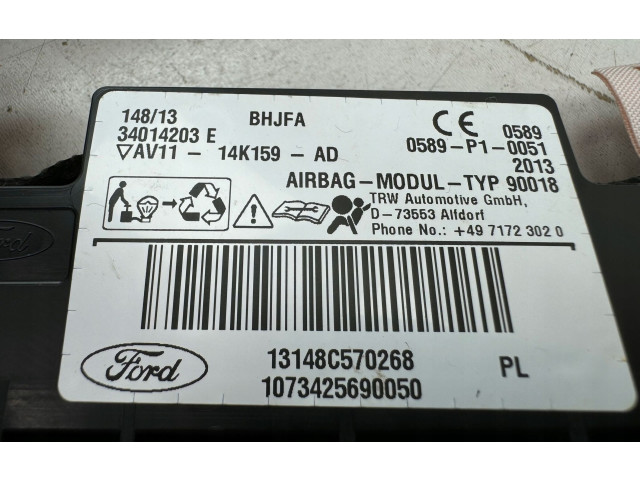 148/13 BHJFA CE 0589
34014203 E 0589-P1-0051
▽AV11 - 14K159 - AD 2013
AIRBAG-MODUL-TYP 90018
TRW Automotive GmbH,
D-73553 Alfdorf
Phone No.: +49 7172 302 0
Ford
13148C570268 PL
Ford
1073425690050